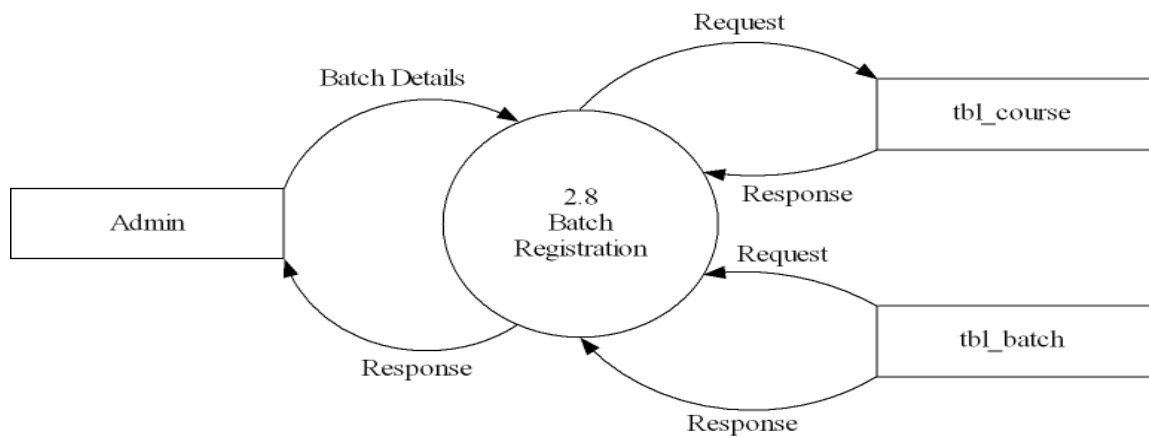 Request
Batch Details
tbl_course
Response
2.8
Batch
Registration
Admin
Request
tbl_batch
Response
Response